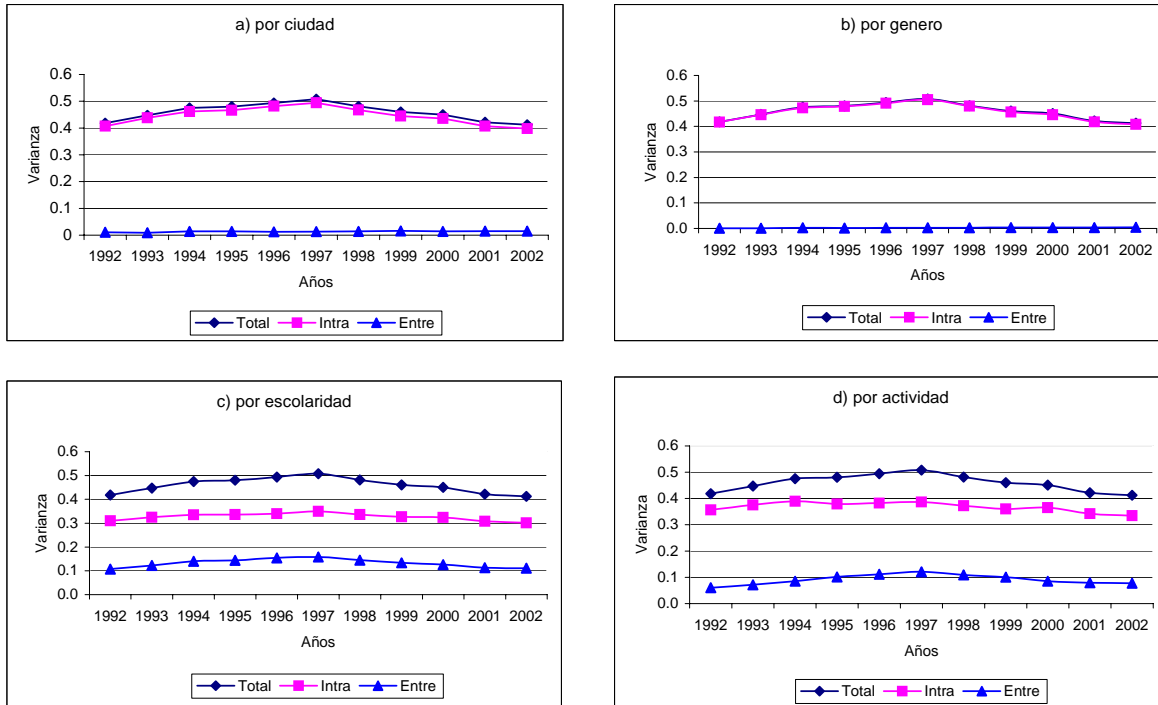 a) por ciudad
0.6
0.5
0.4
0.3
0.2
0.1
0
Varianza
1992 1993 1994 1995 1996 1997 1998 1999 2000 2001 2002
Años
Total Intra Entre
b) por genero
0.6
0.5
0.4
0.3
0.2
0.1
0.0
Varianza
1992 1993 1994 1995 1996 1997 1998 1999 2000 2001 2002
Años
Total Intra Entre
c) por escolaridad
0.6
0.5
0.4
0.3
0.2
0.1
0.0
Varianza
1992 1993 1994 1995 1996 1997 1998 1999 2000 2001 2002
Años
Total Intra Entre
d) por actividad
0.6
0.5
0.4
0.3
0.2
0.1
0.0
Varianza
1992 1993 1994 1995 1996 1997 1998 1999 2000 2001 2002
Años
Total Intra Entre